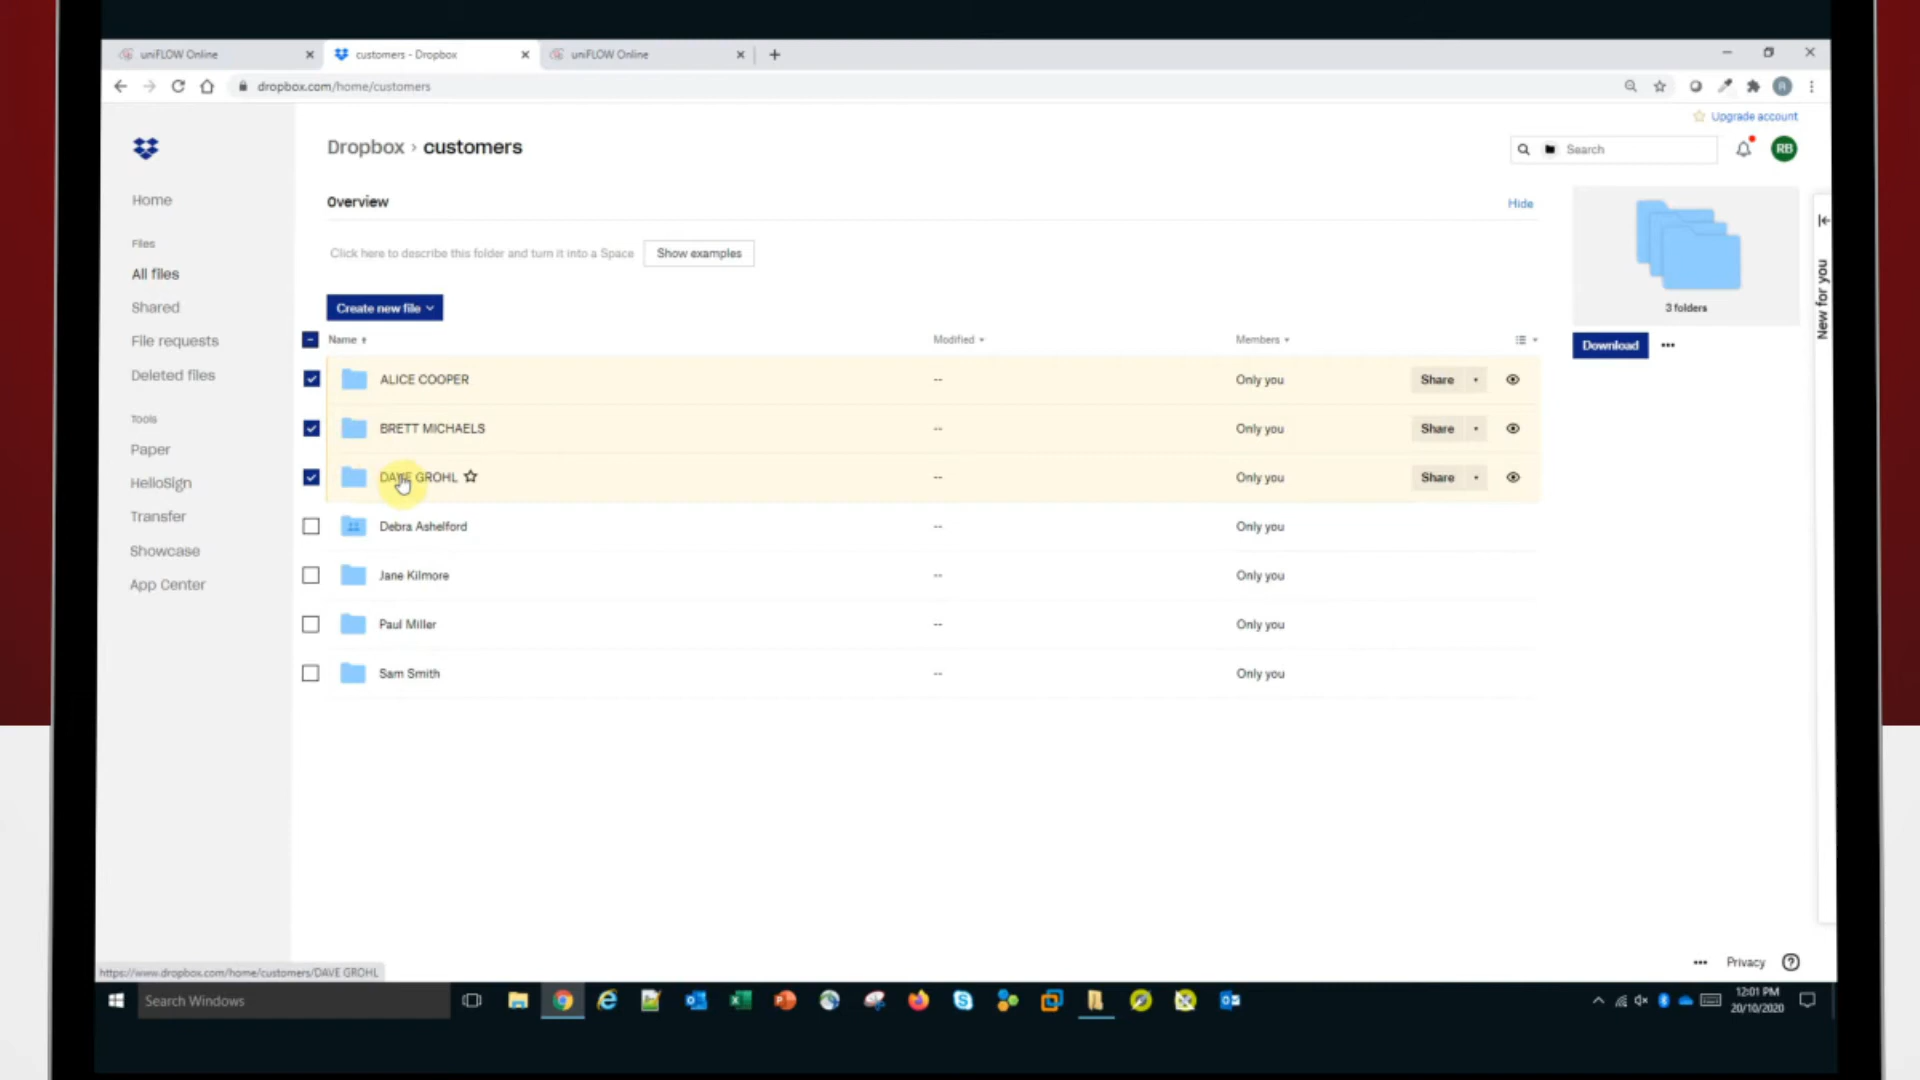 uniFLOW Online
customers - Dropbox
uniFLOW Online
dropbox.com/home/customers
Upgrade account
Dropbox › customers
Search
RB
Overview
Hide
Click here to describe this folder and turn it into a Space
Show examples
Create new file
Name
Modified
Members
ALICE COOPER
--
Only you
Share
BRETT MICHAELS
--
Only you
Share
DAVE GROHL
--
Only you
Share
Debra Ashelford
--
Only you
Jane Kilmore
--
Only you
Paul Miller
--
Only you
Sam Smith
--
Only you
Home
Files
All files
Shared
File requests
Deleted files
Tools
Paper
HelloSign
Transfer
Showcase
App Center
3 folders
Download
New for you
Privacy
https://www.dropbox.com/home/customers/DAVE GROHL
Search Windows
12:01 PM
20/10/2020